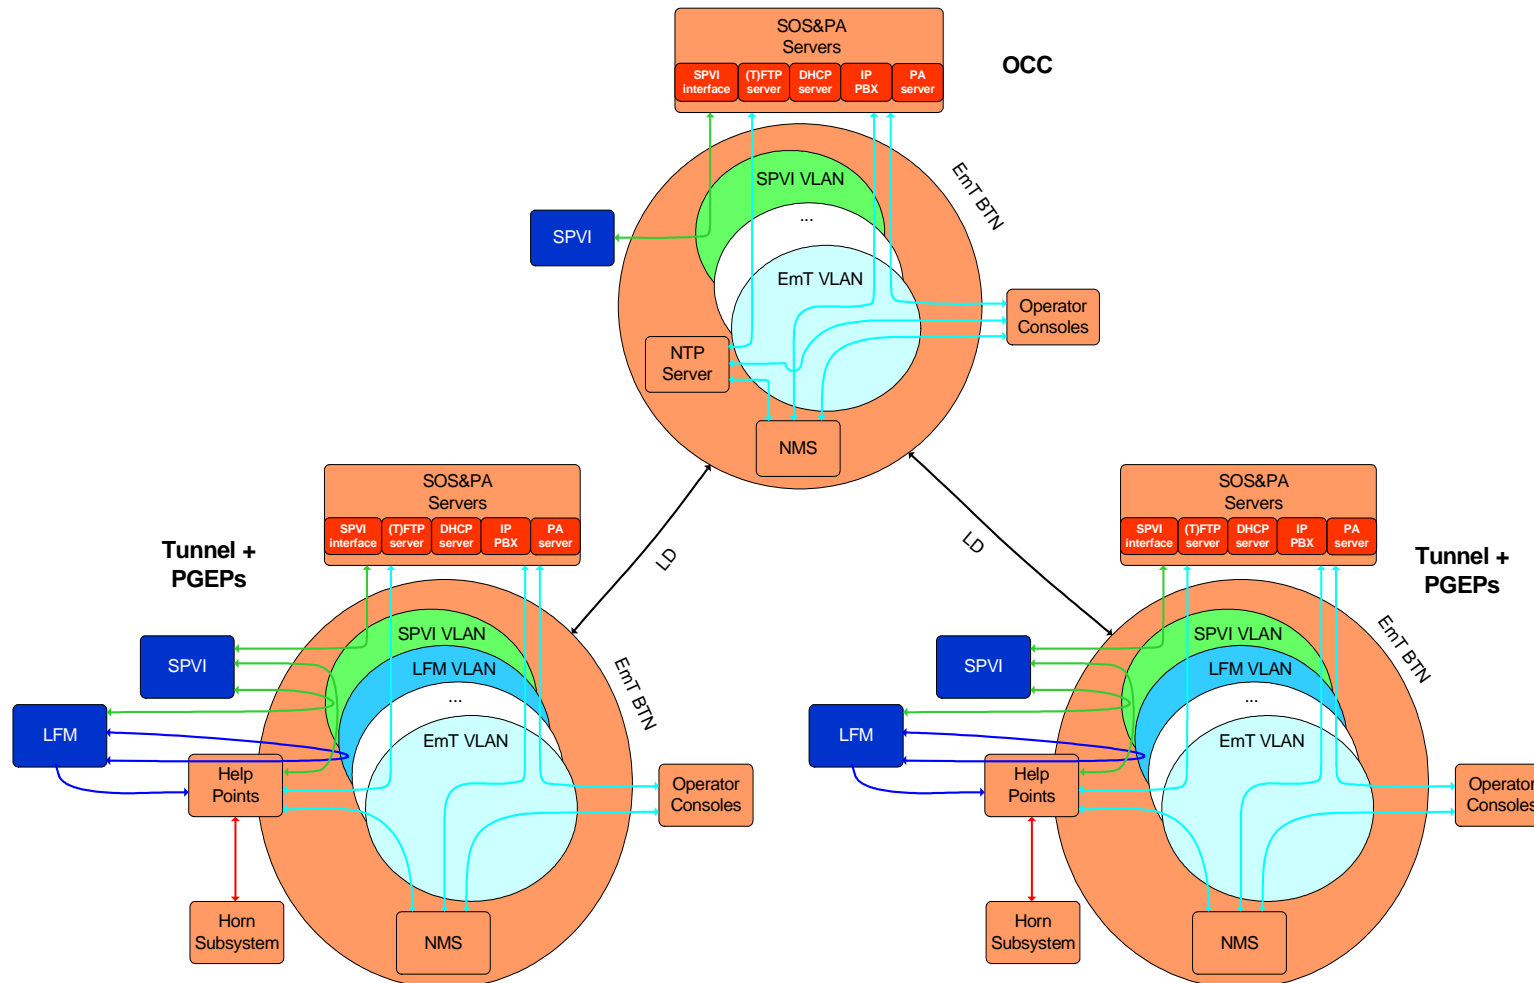 SOS&PA
Servers
SPVI
interface
(T)FTP
server
DHCP
server
IP
PBX
PA
server
OCC
EmT BTN
SPVI VLAN
...
SPVI
EmT VLAN
Operator
Consoles
NTP
Server
NMS
LD
LD
Tunnel +
PGEPs
SOS&PA
Servers
SPVI
interface
(T)FTP
server
DHCP
server
IP
PBX
PA
server
EmT BTN
SPVI VLAN
LFM VLAN
...
EmT VLAN
SPVI
LFM
Help
Points
Operator
Consoles
Horn
Subsystem
NMS
SOS&PA
Servers
SPVI
interface
(T)FTP
server
DHCP
server
IP
PBX
PA
server
Tunnel +
PGEPs
EmT BTN
SPVI VLAN
LFM VLAN
...
EmT VLAN
SPVI
LFM
Help
Points
Operator
Consoles
Horn
Subsystem
NMS